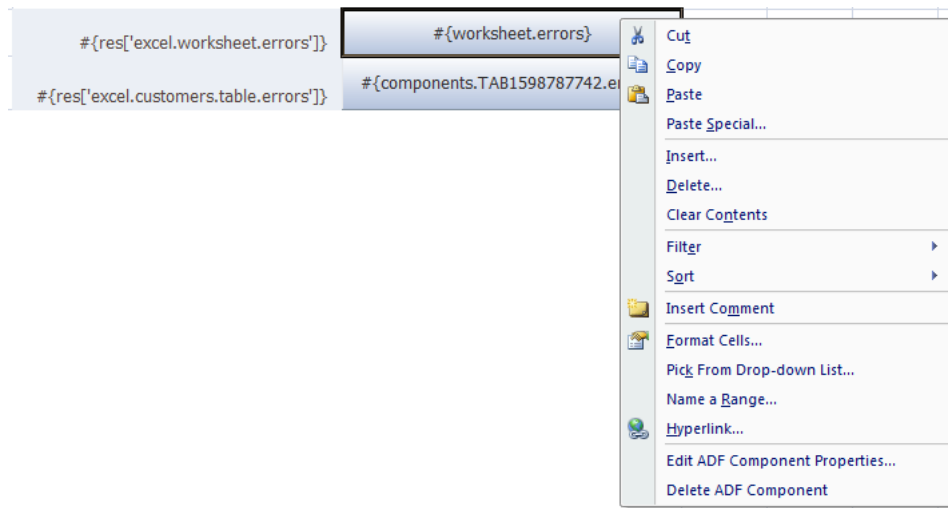 #{res['excel.worksheet.errors']}
#{worksheet.errors}
#{res['excel.customers.table.errors']}
#{components.TAB1598787742.e
Cut
Copy
Paste
Paste Special...
Insert...
Delete...
Clear Contents
Filter
Sort
Insert Comment
Format Cells...
Pick From Drop-down List...
Name a Range...
Hyperlink...
Edit ADF Component Properties...
Delete ADF Component